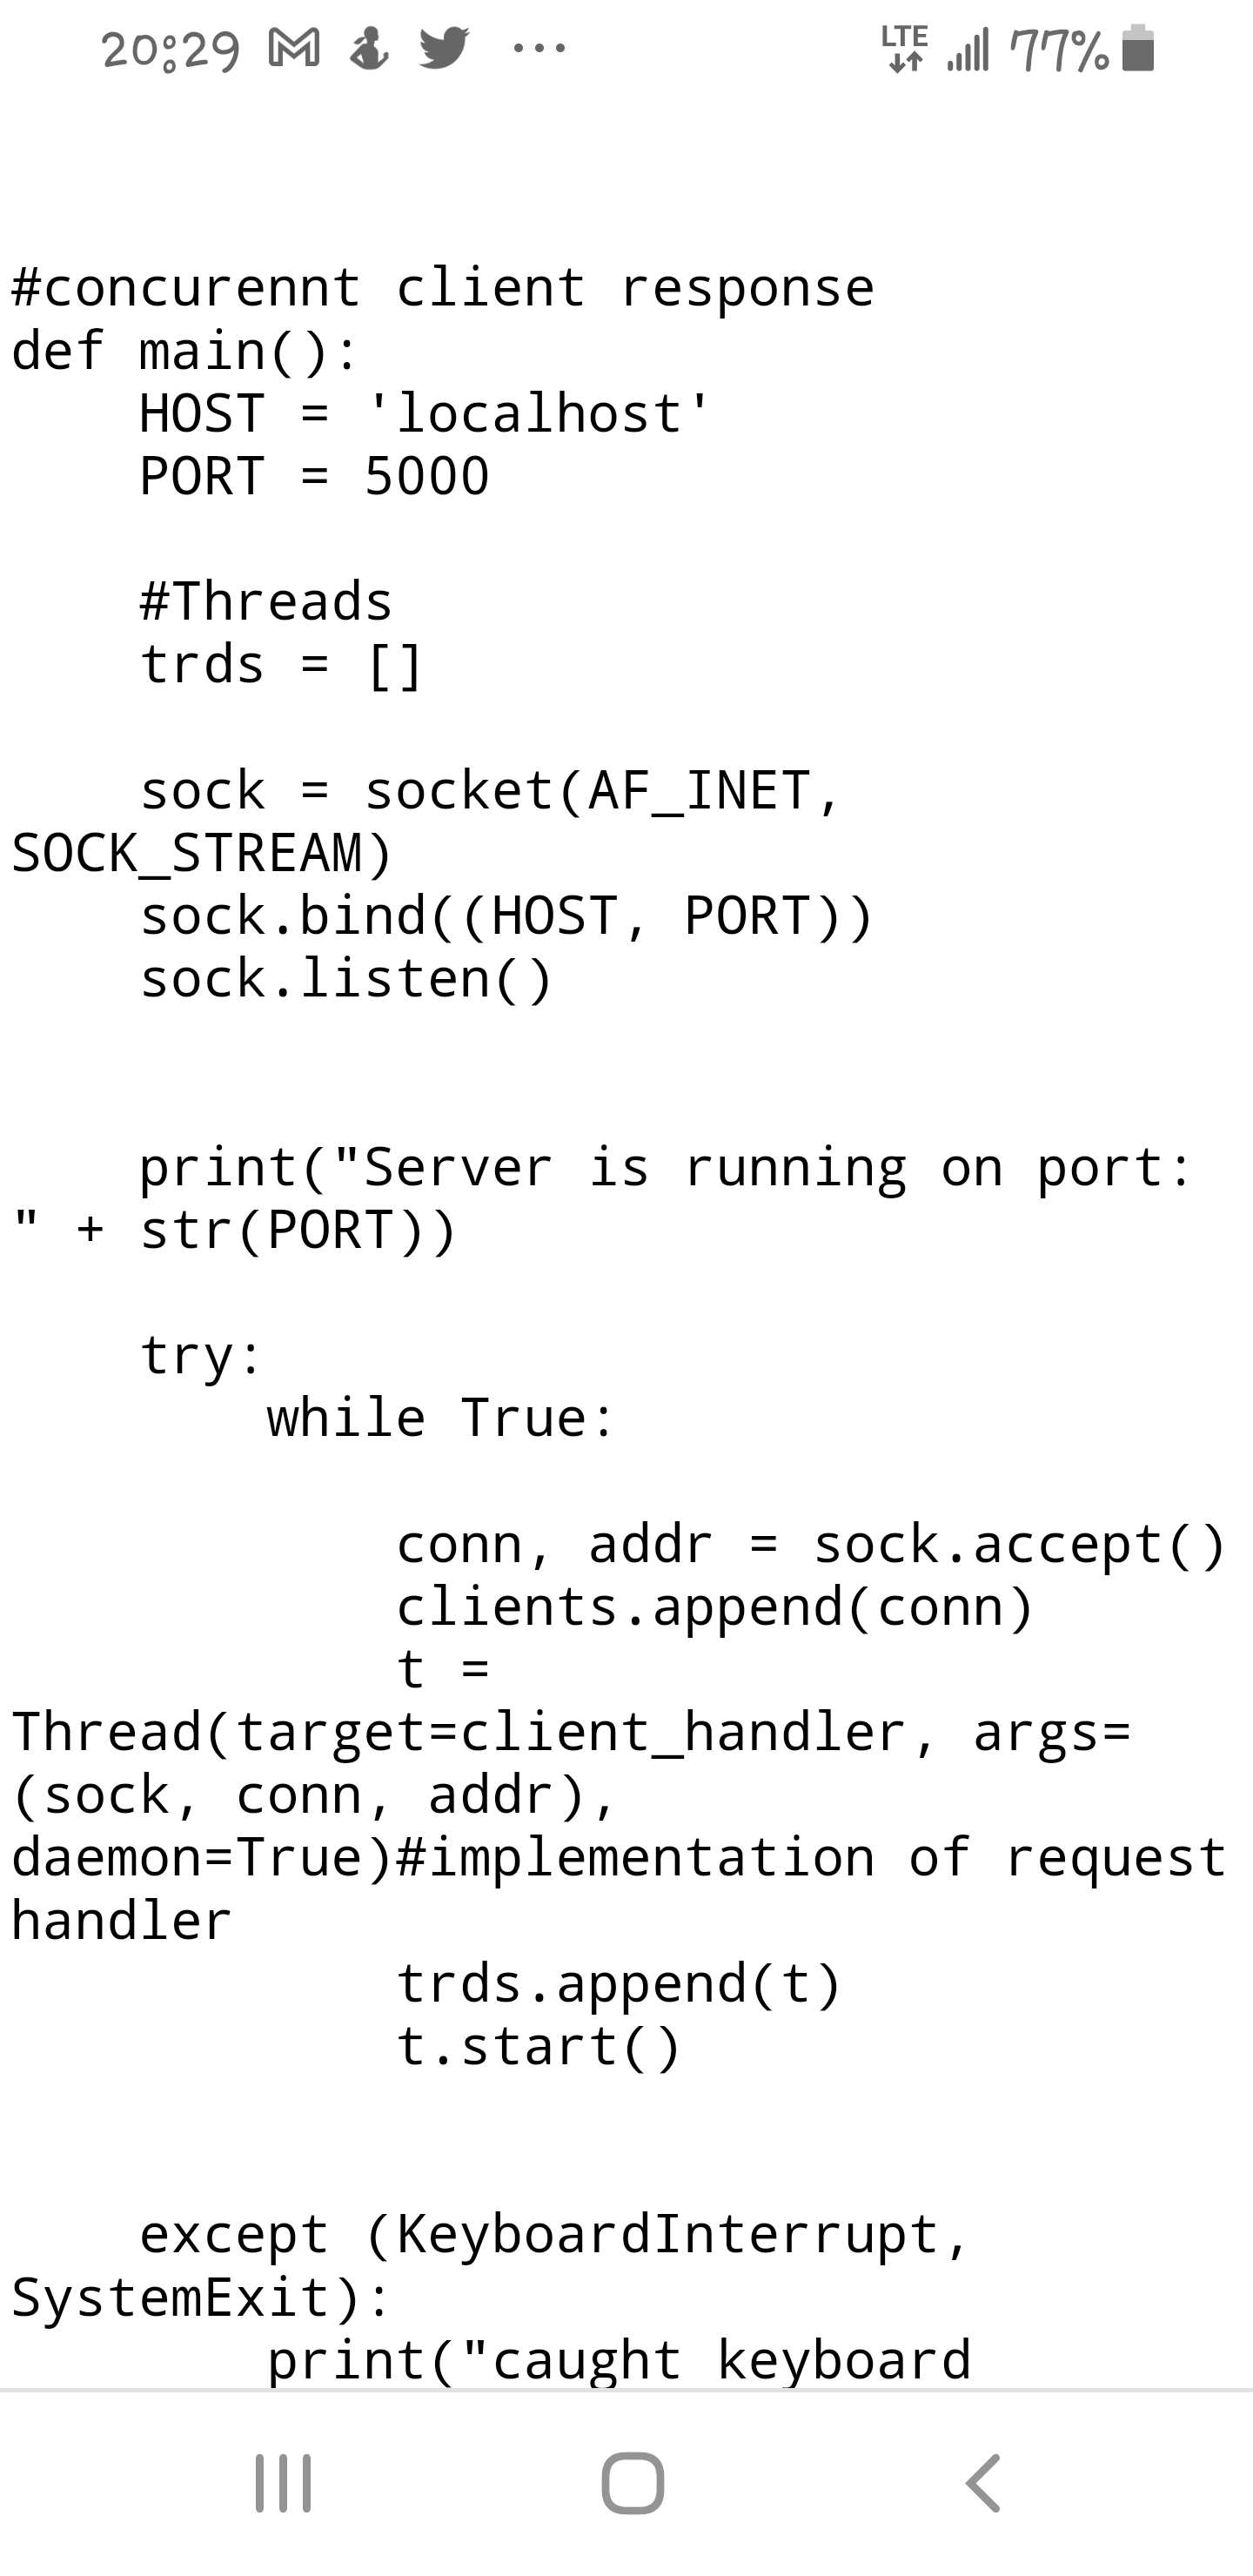 20:29 LTE 77%
#concurennt client response
def main():
    HOST = 'localhost'
    PORT = 5000
    #Threads
    trds = []
    sock = socket(AF_INET,
SOCK_STREAM)
    sock.bind((HOST, PORT))
    sock.listen()
    print("Server is running on port:
" + str(PORT))
    try:
        while True:
            conn, addr = sock.accept()
            clients.append(conn)
            t =
Thread(target=client_handler, args=
(sock, conn, addr),
daemon=True)#implementation of request
handler
            trds.append(t)
            t.start()
    except (KeyboardInterrupt,
SystemExit):
        print("caught keyboard